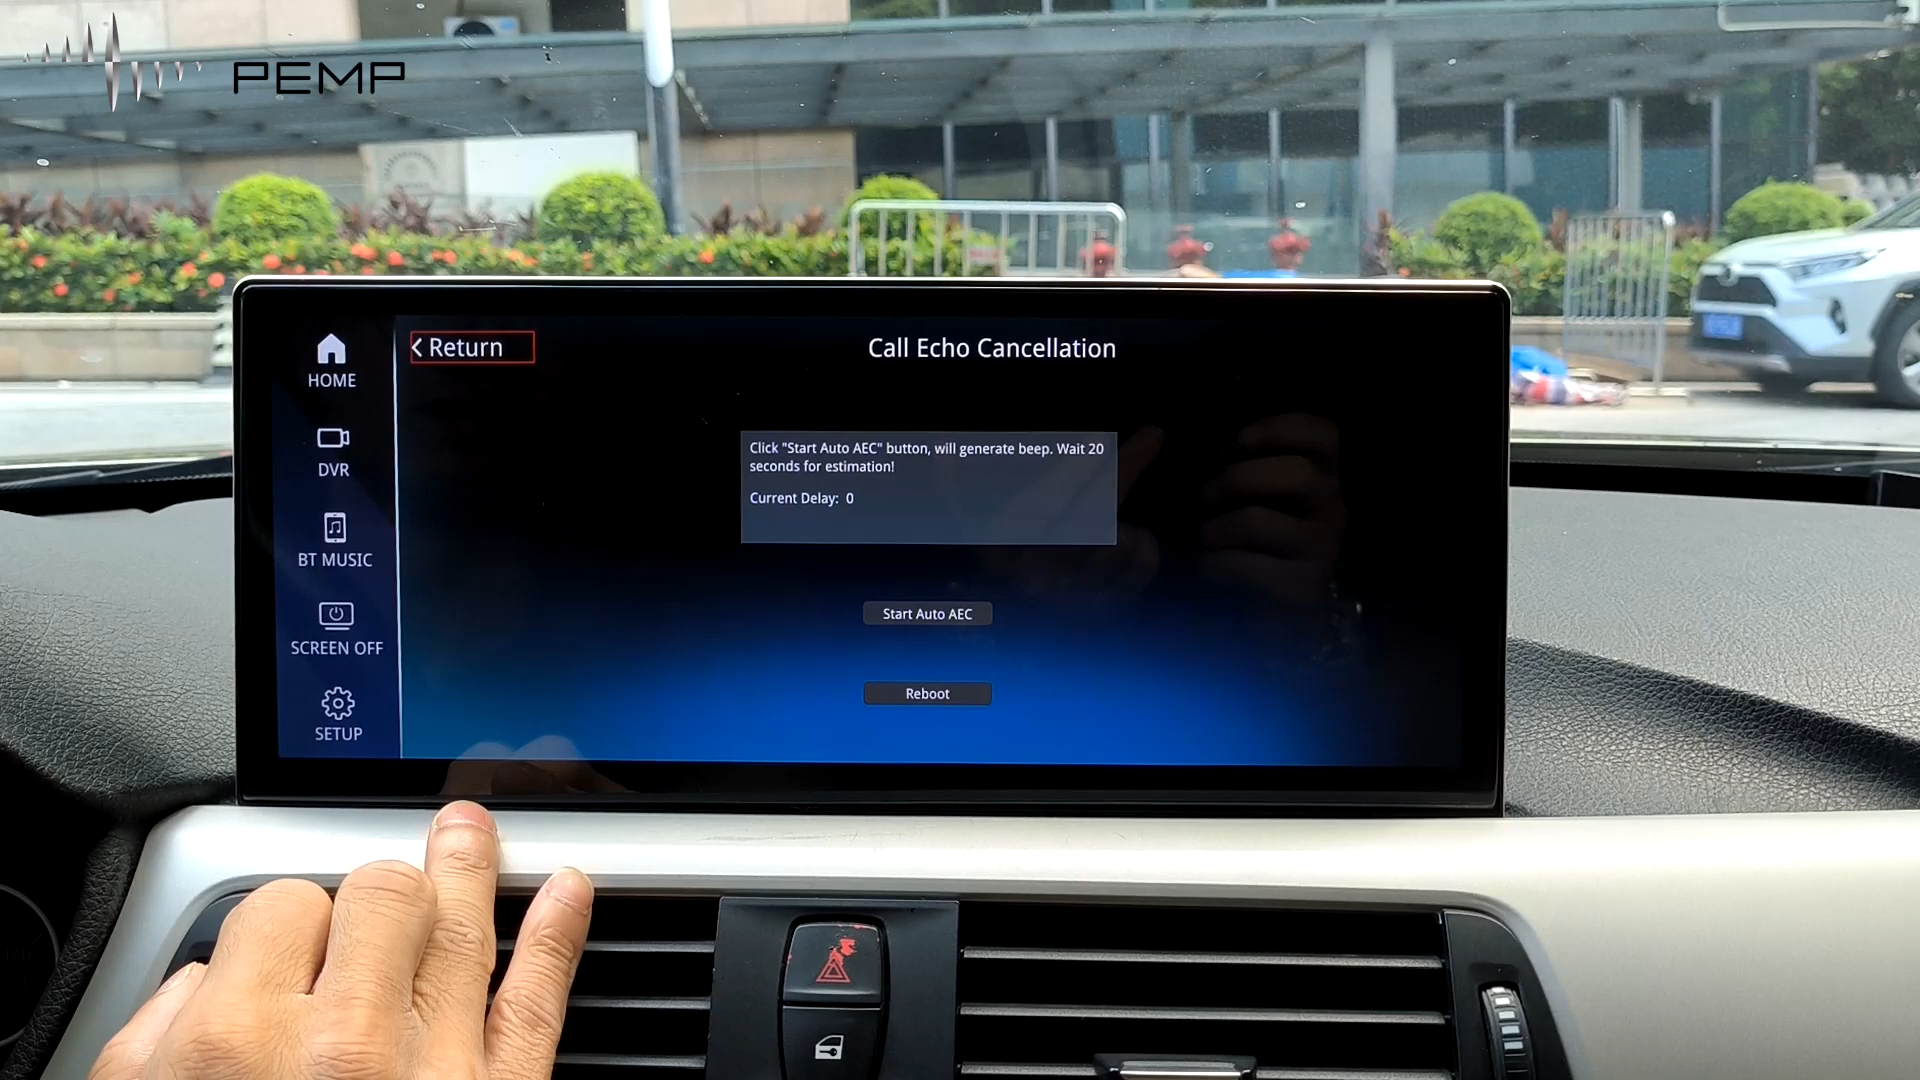 PEMP
Return
Call Echo Cancellation
HOME
DVR
BT MUSIC
SCREEN OFF
SETUP
Click "Start Auto AEC" button, will generate beep. Wait 20
seconds for estimation!
Current Delay: 0
Start Auto AEC
Reboot